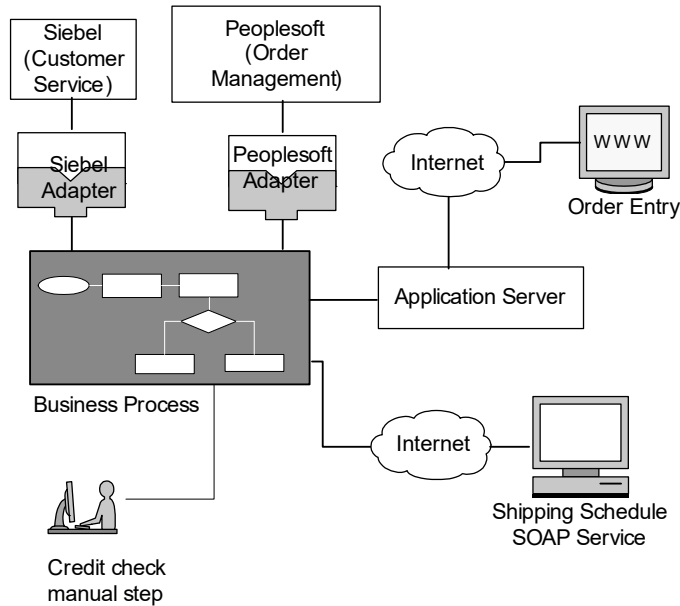 Siebel
(Customer
Service)
Peoplesoft
(Order
Management)
Siebel
Adapter
Peoplesoft
Adapter
Internet
WWW
Order Entry
Application Server
Business Process
Internet
Shipping Schedule
SOAP Service
Credit check
manual step